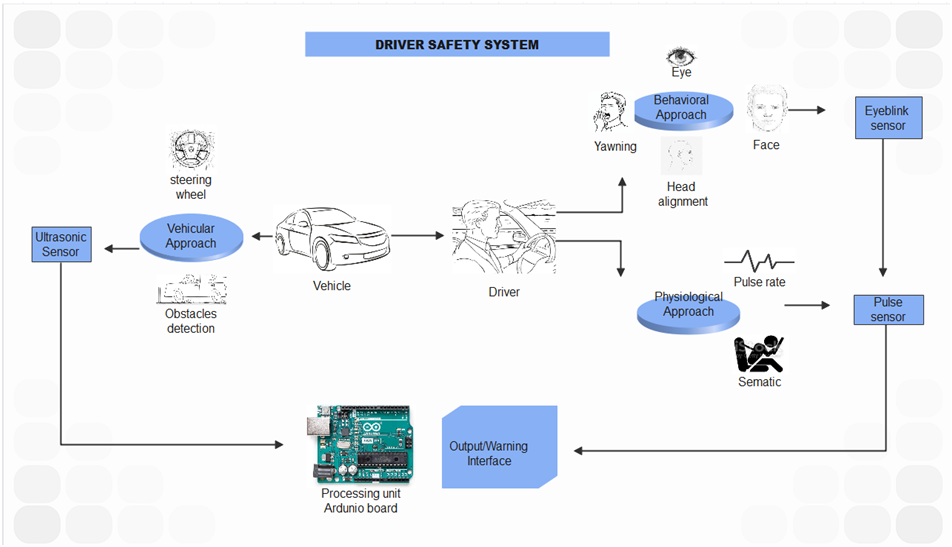 DRIVER SAFETY SYSTEM
Eye
Behavioral
Approach
Yawning
Face
Head
alignment
Eyeblink
sensor
steering
wheel
Vehicular
Approach
Ultrasonic
Sensor
Obstacles
detection
Vehicle
Driver
Pulse rate
Physiological
Approach
Sematic
Pulse
sensor
Processing unit
Ardunio board
Output/Warning
Interface